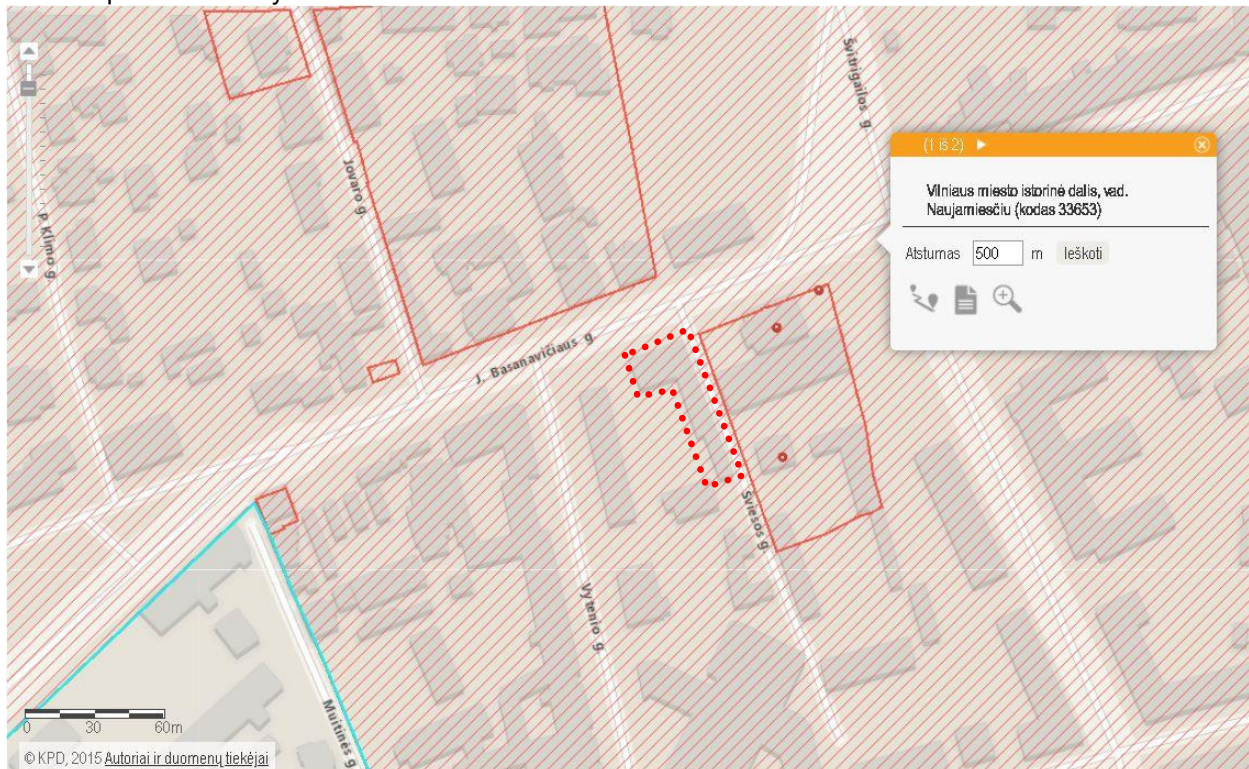 Švitrigailos g.
(1 iš 2)
Vilniaus miesto istorinė dalis, vad.
Naujamiesčiu (kodas 33653)
Atstumas 500 m Ieškoti
Jovaro g.
P. Klimo g.
J. Basanavičiaus g.
Šviesos g.
Vytenio g.
Muitinės g.
0 30 60m
© KPD, 2015 Autoriai ir duomenų tiekėjai